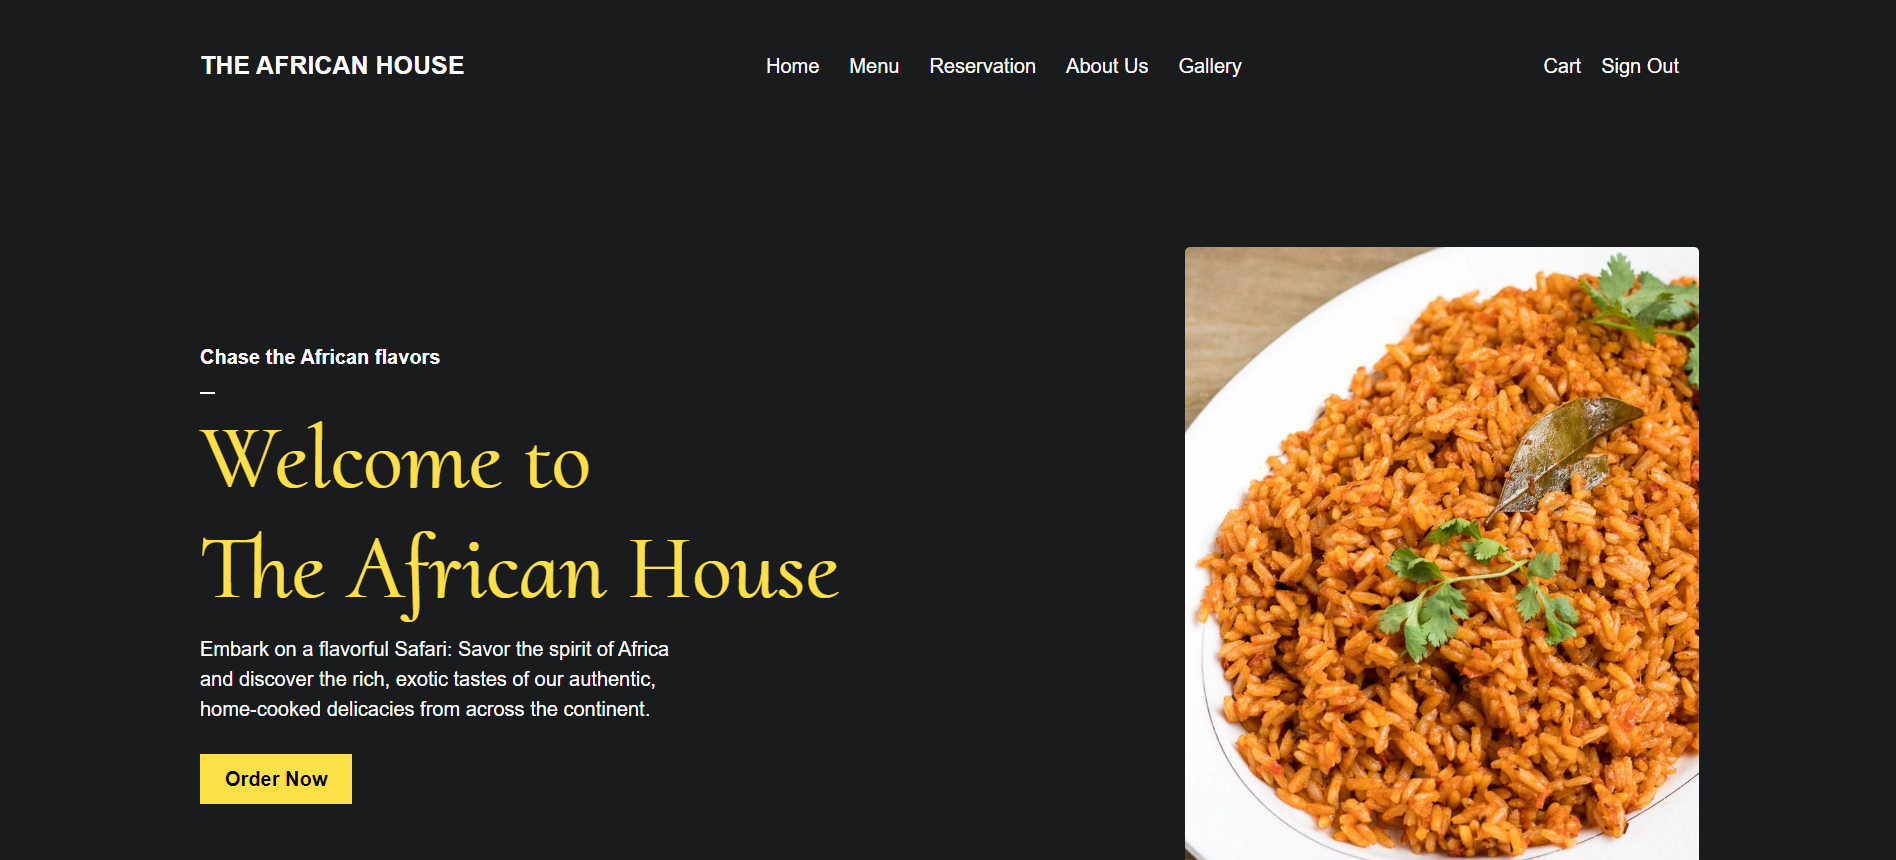 THE AFRICAN HOUSE
Home Menu Reservation About Us Gallery
Cart Sign Out
Chase the African flavors
Welcome to
The African House
Embark on a flavorful Safari: Savor the spirit of Africa
and discover the rich, exotic tastes of our authentic,
home-cooked delicacies from across the continent.
Order Now